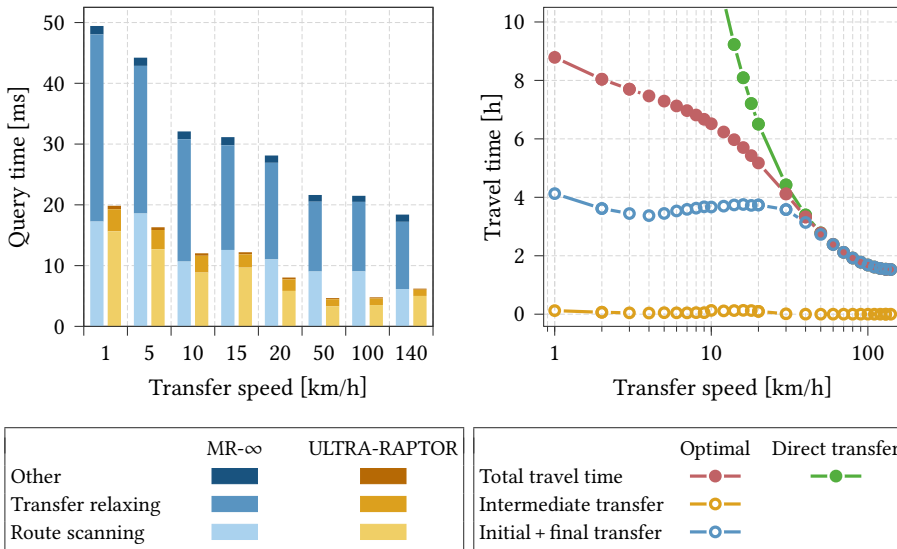 Query time [ms]
50
40
30
20
10
0
1 5 10 15 20 50 100 140
Transfer speed [km/h]
Travel time [h]
10
8
6
4
2
0
1 10 100
Transfer speed [km/h]
MR-∞ ULTRA-RAPTOR
Other
Transfer relaxing
Route scanning
Optimal Direct transfer
Total travel time
Intermediate transfer
Initial + final transfer